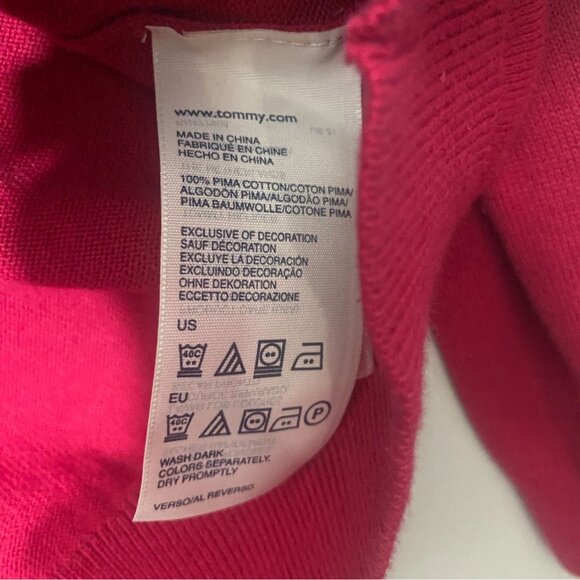 www.tommy.com
MADE IN CHINA
FABRIQUÉ EN CHINE/
HECHO EN CHINA
100% PIMA COTTON/COTON PIMA/
ALGODÓN PIMA/ALGODÃO PIMA/
PIMA BAUMWOLLE/COTONE PIMA
EXCLUSIVE OF DECORATION
SAUF DÉCORATION
EXCLUYE LA DECORACIÓN
EXCLUINDO DECORAÇÃO
OHNE DEKORATION
ECCETTO DECORAZIONE
US
40C
EU
40C P
WASH DARK
COLORS SEPARATELY.
DRY PROMPTLY
VERSO/AL REVERSO